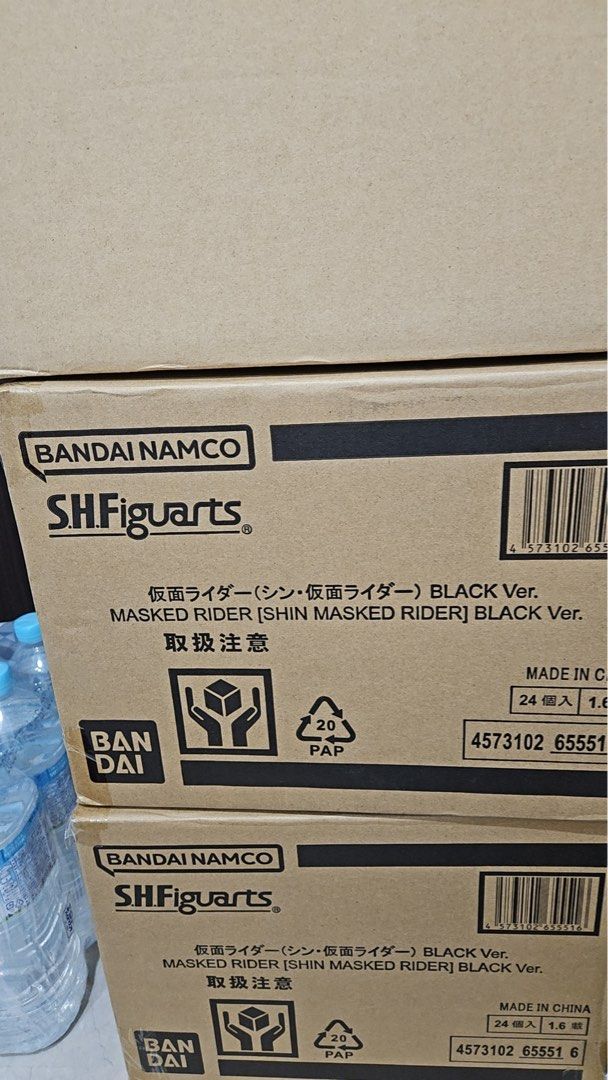 BANDAI NAMCO
S.H.Figuarts®
4 573102 655
仮面ライダー(シン・仮面ライダー) BLACK Ver.
MASKED RIDER [SHIN MASKED RIDER] BLACK Ver.
取扱注意
MADE IN C
24個入 1.6
20
PAP
4573102 65551
BAN
DAI
BANDAI NAMCO
S.H.Figuarts®
4 573102 655516
仮面ライダー(シン・仮面ライダー) BLACK Ver.
MASKED RIDER [SHIN MASKED RIDER] BLACK Ver.
取扱注意
MADE IN CHINA
24個入 1.6 載
20
PAP
4573102 65551 6
BAN
DAI